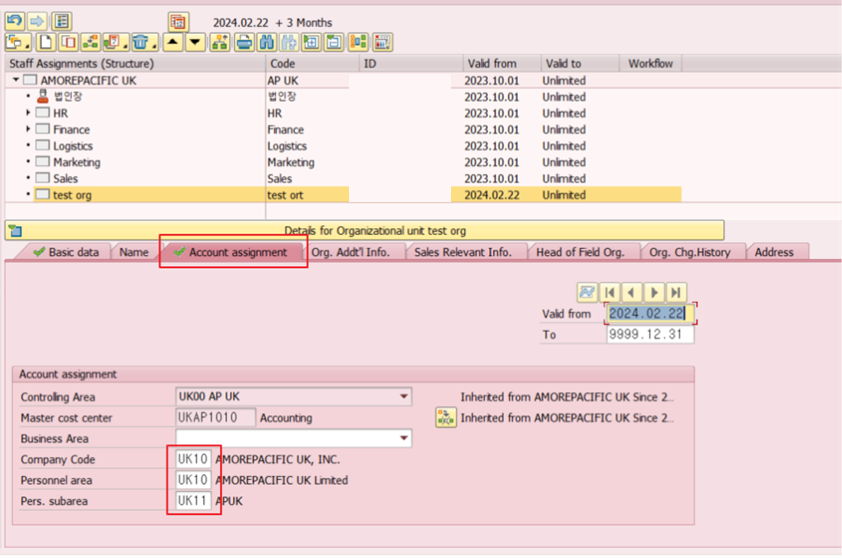 2024.02.22 + 3 Months
Staff Assignments (Structure) Code ID Valid from Valid to Workflow
AMOREPACIFIC UK AP UK 2023.10.01 Unlimited
법인장 법인장 2023.10.01 Unlimited
HR HR 2023.10.01 Unlimited
Finance Finance 2023.10.01 Unlimited
Logistics Logistics 2023.10.01 Unlimited
Marketing Marketing 2023.10.01 Unlimited
Sales Sales 2023.10.01 Unlimited
test org test ort 2024.02.22 Unlimited
Details for Organizational unit test org
Basic data Name Account assignment Org. Addt'l Info. Sales Relevant Info. Head of Field Org. Org. Chg.History Address
Valid from 2024.02.22
To 9999.12.31
Account assignment
Controlling Area UK00 AP UK Inherited from AMOREPACIFIC UK Since 2..
Master cost center UKAP1010 Accounting Inherited from AMOREPACIFIC UK Since 2..
Business Area
Company Code UK10 AMOREPACIFIC UK, INC.
Personnel area UK10 AMOREPACIFIC UK Limited
Pers. subarea UK11 APUK